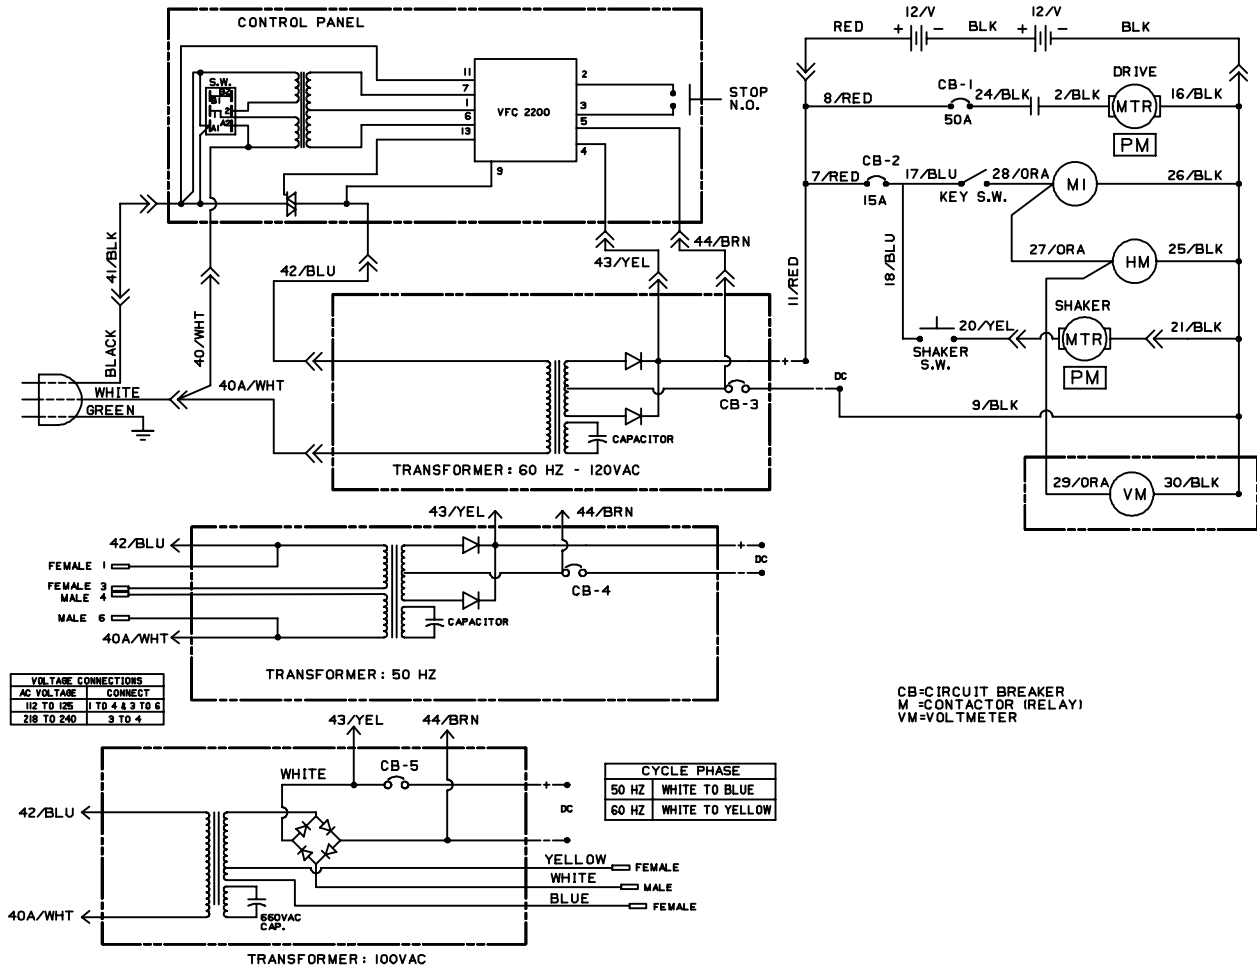 CONTROL PANEL
S.W.
B2
B1
2
A1
A2
11
7
1
6
13
VFC 2200
2
3
5
4
9
STOP
N.O.
RED
+ 12/V -
BLK
+ 12/V -
BLK
8/RED
CB-1
50A
24/BLK
2/BLK
DRIVE
MTR
PM
16/BLK
7/RED
CB-2
15A
17/BLU
KEY S.W.
28/ORA
M1
26/BLK
18/BLU
27/ORA
HM
25/BLK
SHAKER
S.W.
20/YEL
SHAKER
MTR
PM
21/BLK
11/RED
9/BLK
29/ORA
VM
30/BLK
41/BLK
BLACK
WHITE
GREEN
40/WHT
40A/WHT
42/BLU
43/YEL
44/BRN
+
DC
-
CB-3
CAPACITOR
TRANSFORMER: 60 HZ - 120VAC
43/YEL
44/BRN
42/BLU
FEMALE 1
FEMALE 3
MALE 4
MALE 6
40A/WHT
+
DC
-
CB-4
CAPACITOR
TRANSFORMER: 50 HZ
VOLTAGE CONNECTIONS
AC VOLTAGE CONNECT
112 TO 125 1 TO 4 & 3 TO 6
218 TO 240 3 TO 4
CB=CIRCUIT BREAKER
M =CONTACTOR (RELAY)
VM=VOLTMETER
43/YEL
44/BRN
WHITE
CB-5
+
DC
-
42/BLU
40A/WHT
660VAC
CAP.
YELLOW
FEMALE
WHITE
MALE
BLUE
FEMALE
TRANSFORMER: 100VAC
CYCLE PHASE
50 HZ WHITE TO BLUE
60 HZ WHITE TO YELLOW